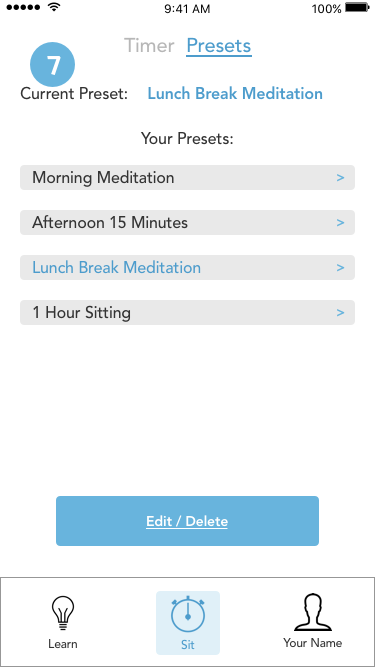 9:41 AM 100%
Timer Presets
7
Current Preset: Lunch Break Meditation
Your Presets:
Morning Meditation >
Afternoon 15 Minutes >
Lunch Break Meditation >
1 Hour Sitting >
Edit / Delete
Learn Sit Your Name